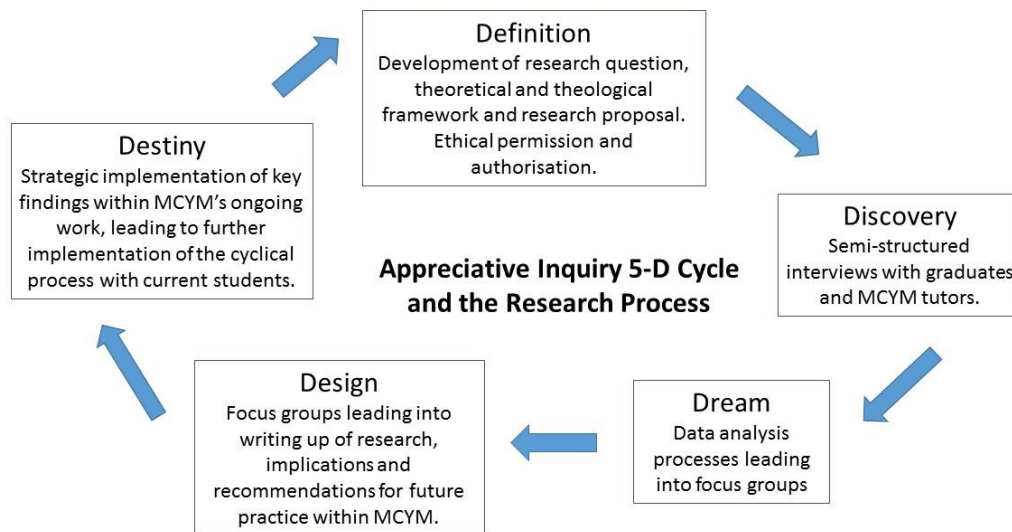 Definition
Development of research question,
theoretical and theological
framework and research proposal.
Ethical permission and
authorisation.
Discovery
Semi-structured
interviews with graduates
and MCYM tutors.
Dream
Data analysis
processes leading
into focus groups
Design
Focus groups leading into
writing up of research,
implications and
recommendations for future
practice within MCYM.
Destiny
Strategic implementation of key
findings within MCYM’s ongoing
work, leading to further
implementation of the cyclical
process with current students.
Appreciative Inquiry 5-D Cycle
and the Research Process